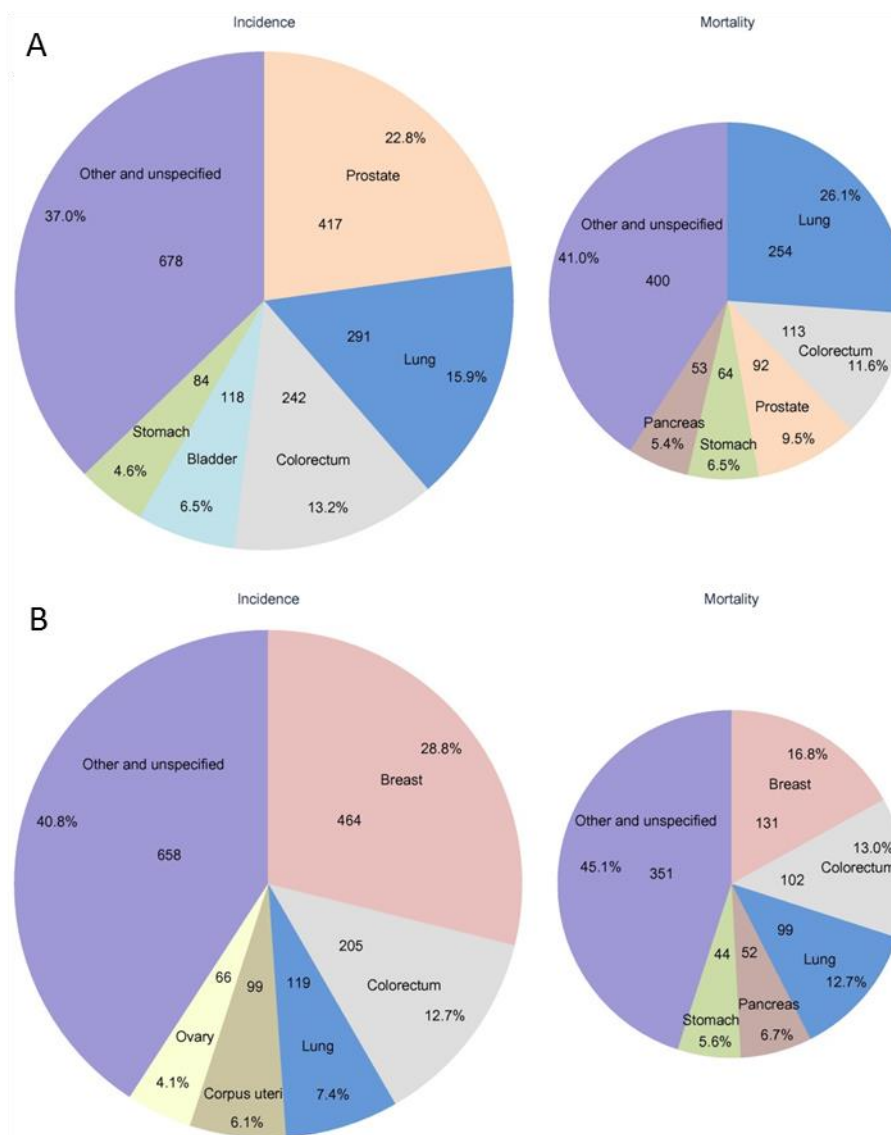 Incidence
Mortality
A
22.8%
Prostate
417
Other and unspecified
37.0%
678
291
Lung
15.9%
84
118
242
Stomach
Bladder
Colorectum
4.6%
6.5%
13.2%
26.1%
Lung
254
Other and unspecified
41.0%
400
113
Colorectum
11.6%
53
64
92
Pancreas
Stomach
Prostate
5.4%
6.5%
9.5%
Incidence
Mortality
B
28.8%
Breast
464
Other and unspecified
40.8%
658
205
Colorectum
12.7%
66
99
119
Ovary
Corpus uteri
Lung
4.1%
6.1%
7.4%
16.8%
Breast
131
Other and unspecified
45.1%
351
13.0%
Colorectum
102
99
Lung
12.7%
44
52
Stomach
Pancreas
5.6%
6.7%